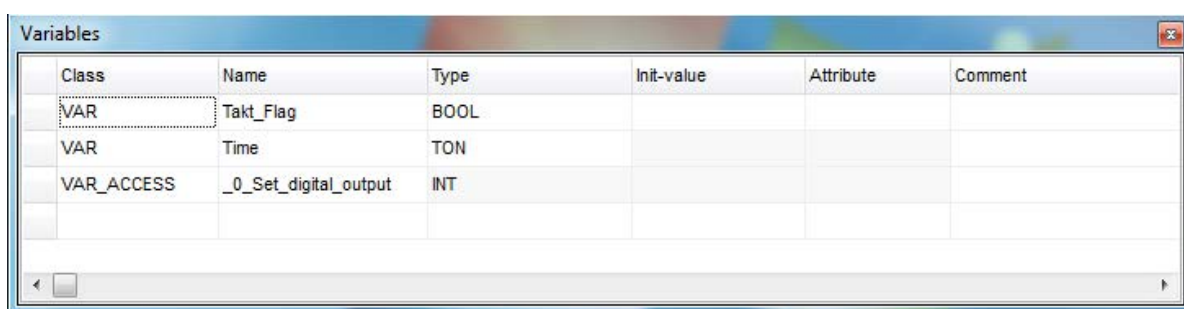 Variables
Class Name Type Init-value Attribute Comment
VAR Takt_Flag BOOL
VAR Time TON
VAR_ACCESS _0_Set_digital_output INT